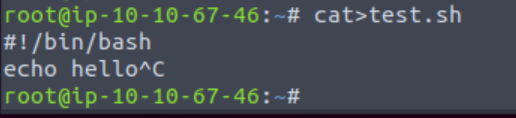 root@ip-10-10-67-46:~# cat>test.sh
#!/bin/bash
echo hello^C
root@ip-10-10-67-46:~#